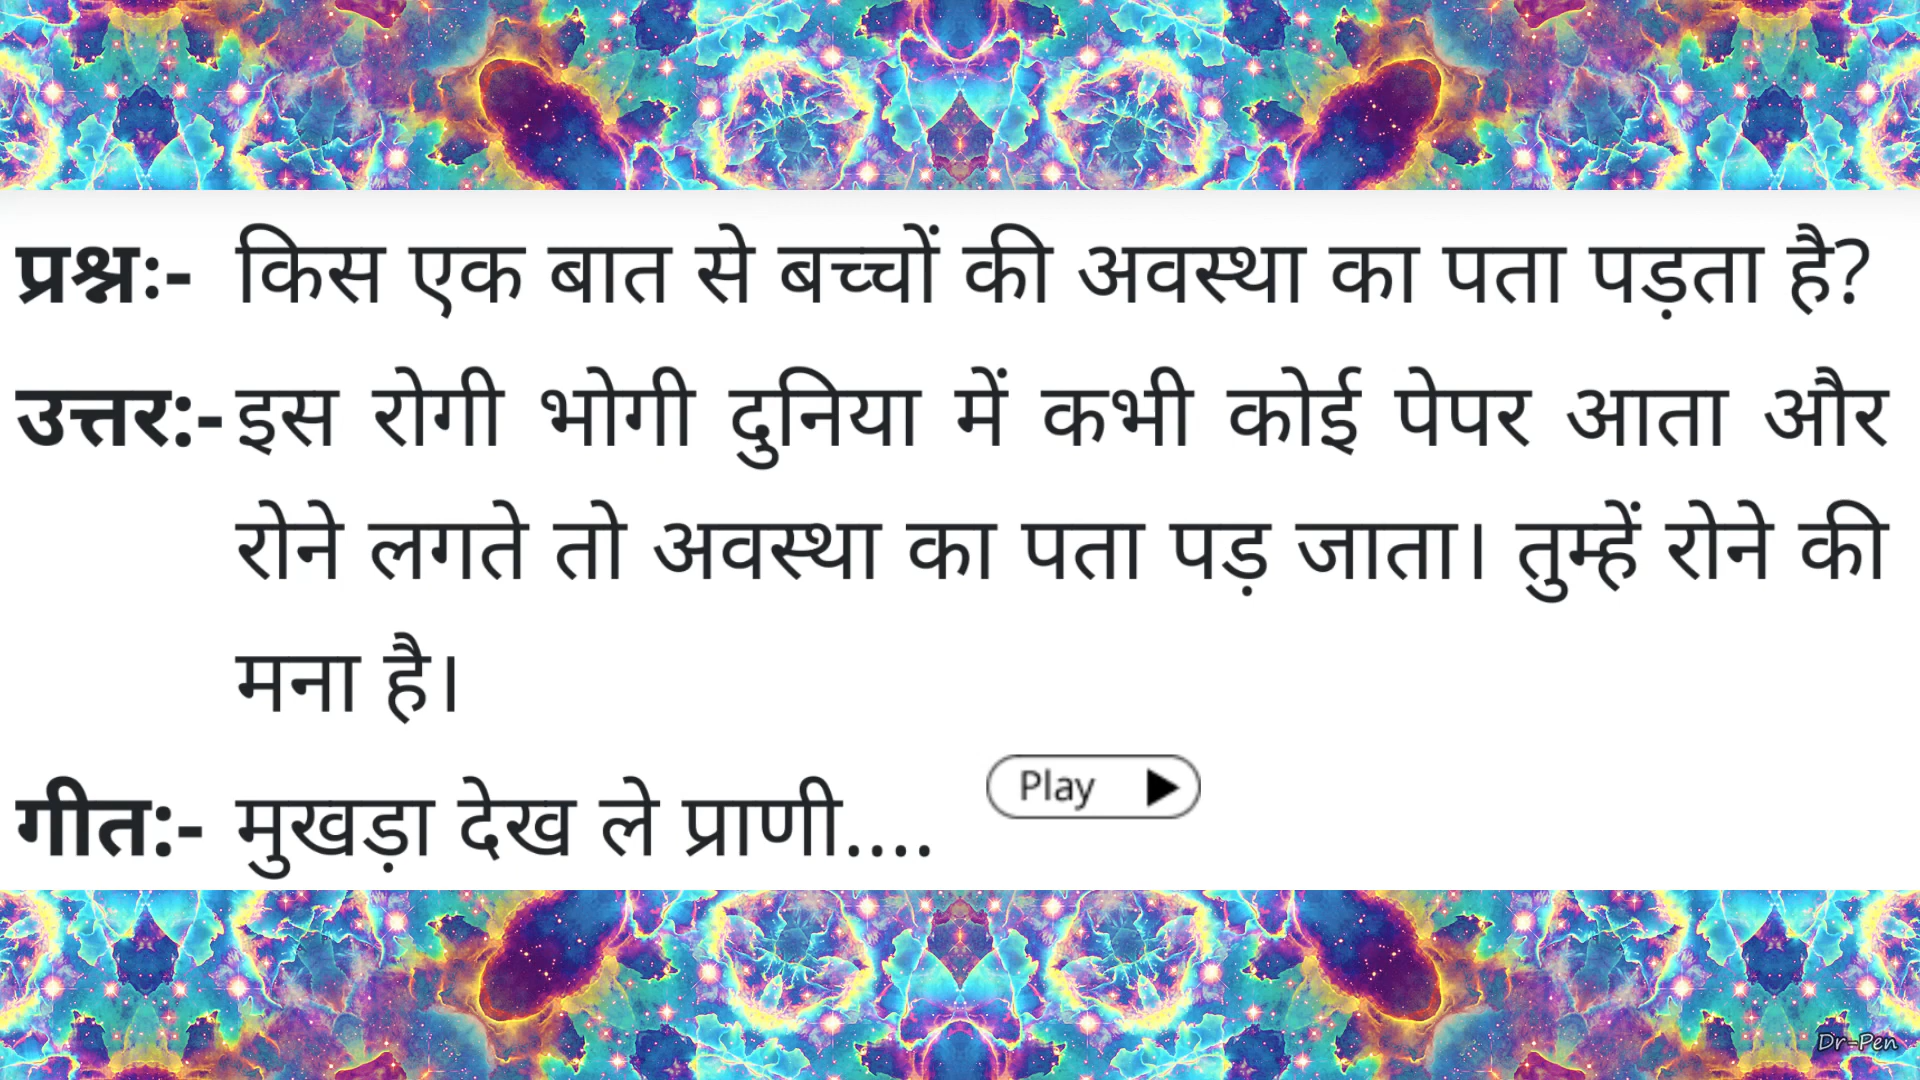 प्रश्नः- किस एक बात से बच्चों की अवस्था का पता पड़ता है?
उत्तर:- इस रोगी भोगी दुनिया में कभी कोई पेपर आता और
रोने लगते तो अवस्था का पता पड़ जाता। तुम्हें रोने की
मना है।
Play
गीत:- मुखड़ा देख ले प्राणी....
Dr-Pen